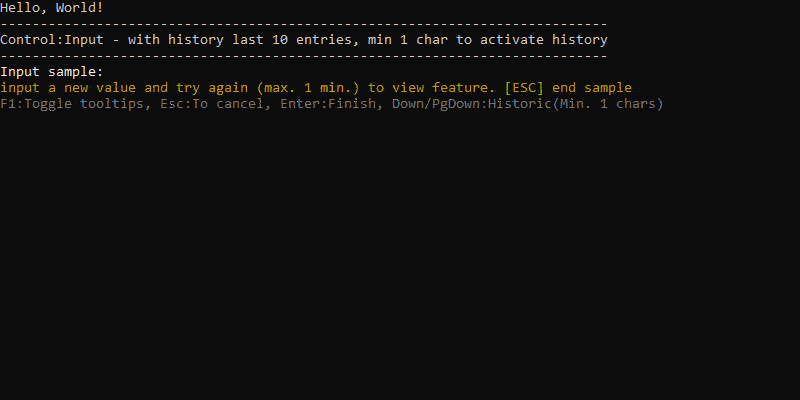 Hello, World!
----------------------------------------------------------------------------
Control:Input - with history last 10 entries, min 1 char to activate history
----------------------------------------------------------------------------
Input sample:
input a new value and try again (max. 1 min.) to view feature. [ESC] end sample
F1:Toggle tooltips, Esc:To cancel, Enter:Finish, Down/PgDown:Historic(Min. 1 chars)